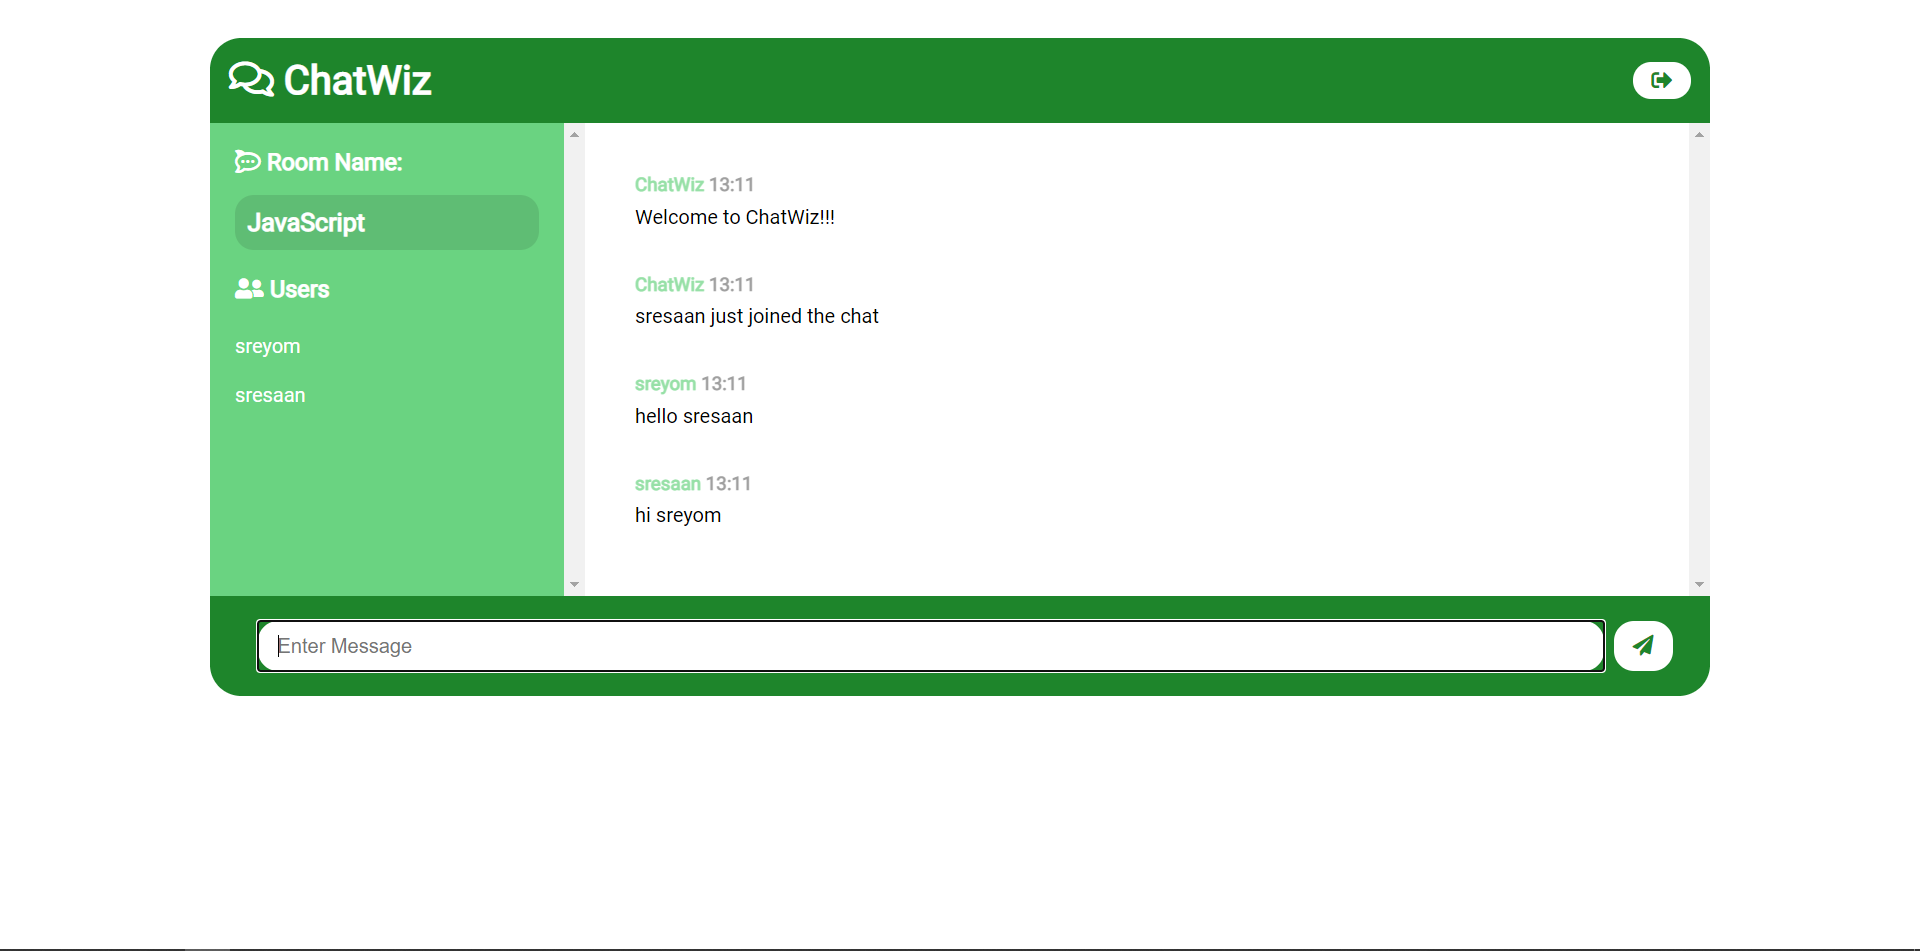 ChatWiz
Room Name:
JavaScript
Users
sreyom
sresaan
ChatWiz 13:11
Welcome to ChatWiz!!!
ChatWiz 13:11
sresaan just joined the chat
sreyom 13:11
hello sresaan
sresaan 13:11
hi sreyom
Enter Message